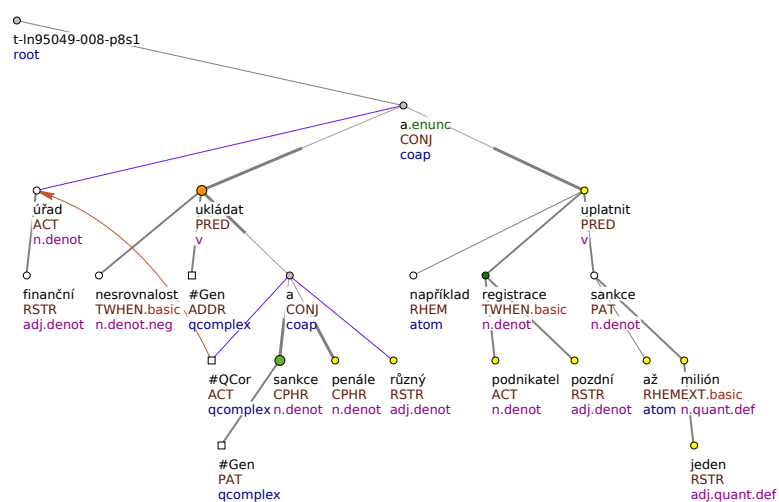 t-ln95049-008-p8s1
root
a.enunc
CONJ
coap
úřad
ACT
n.denot
ukládat
PRED
v
uplatnit
PRED
v
finanční
RSTR
adj.denot
nesrovnalost
TWHEN.basic
n.denot.neg
#Gen
ADDR
qcomplex
a
CONJ
coap
například
RHEM
atom
registrace
TWHEN.basic
n.denot
sankce
PAT
n.denot
#QCor
ACT
qcomplex
sankce
CPHR
n.denot
penále
CPHR
n.denot
různý
RSTR
adj.denot
podnikatel
ACT
n.denot
pozdní
RSTR
adj.denot
až
RHEM
atom
milión
EXT.basic
n.quant.def
#Gen
PAT
qcomplex
jeden
RSTR
adj.quant.def